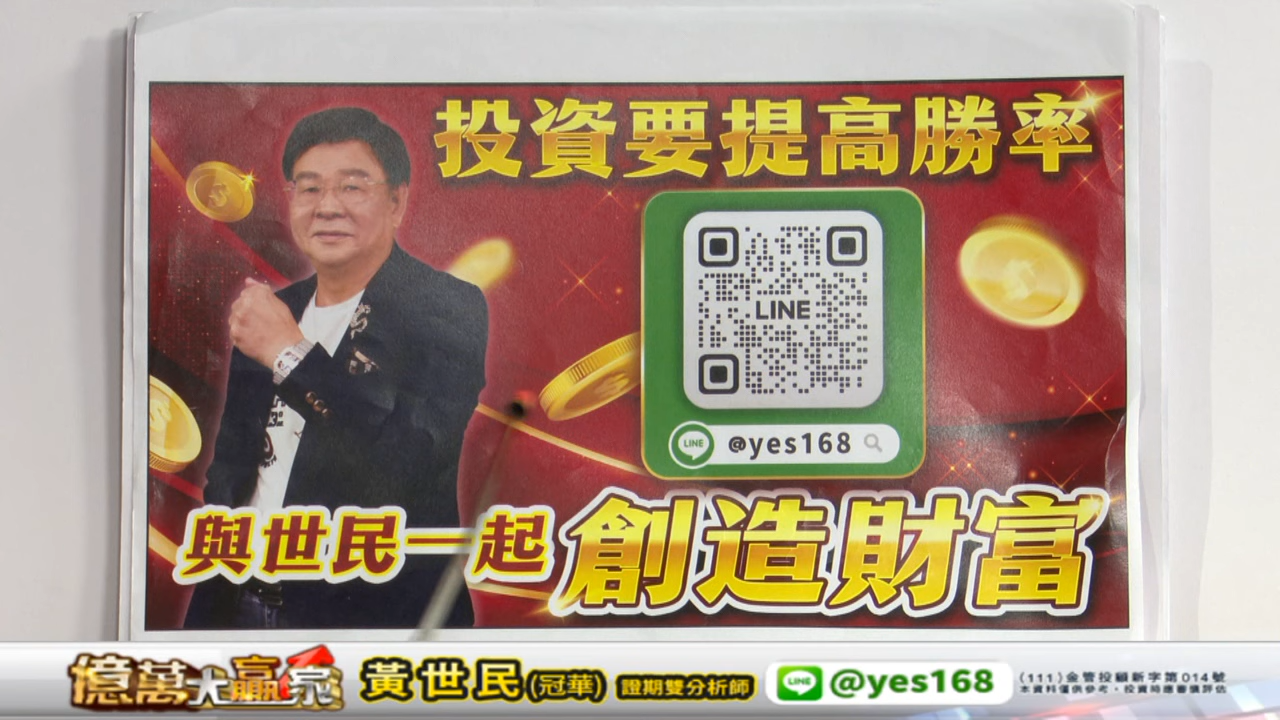 投資要提高勝率
LINE
LINE @yes168
與世民一起 創造財富
億萬大贏家 黃世民(冠華) 證期雙分析師 LINE @yes168
(111)金管投顧新字第014號
本資料僅供參考，投資時應審慎評估